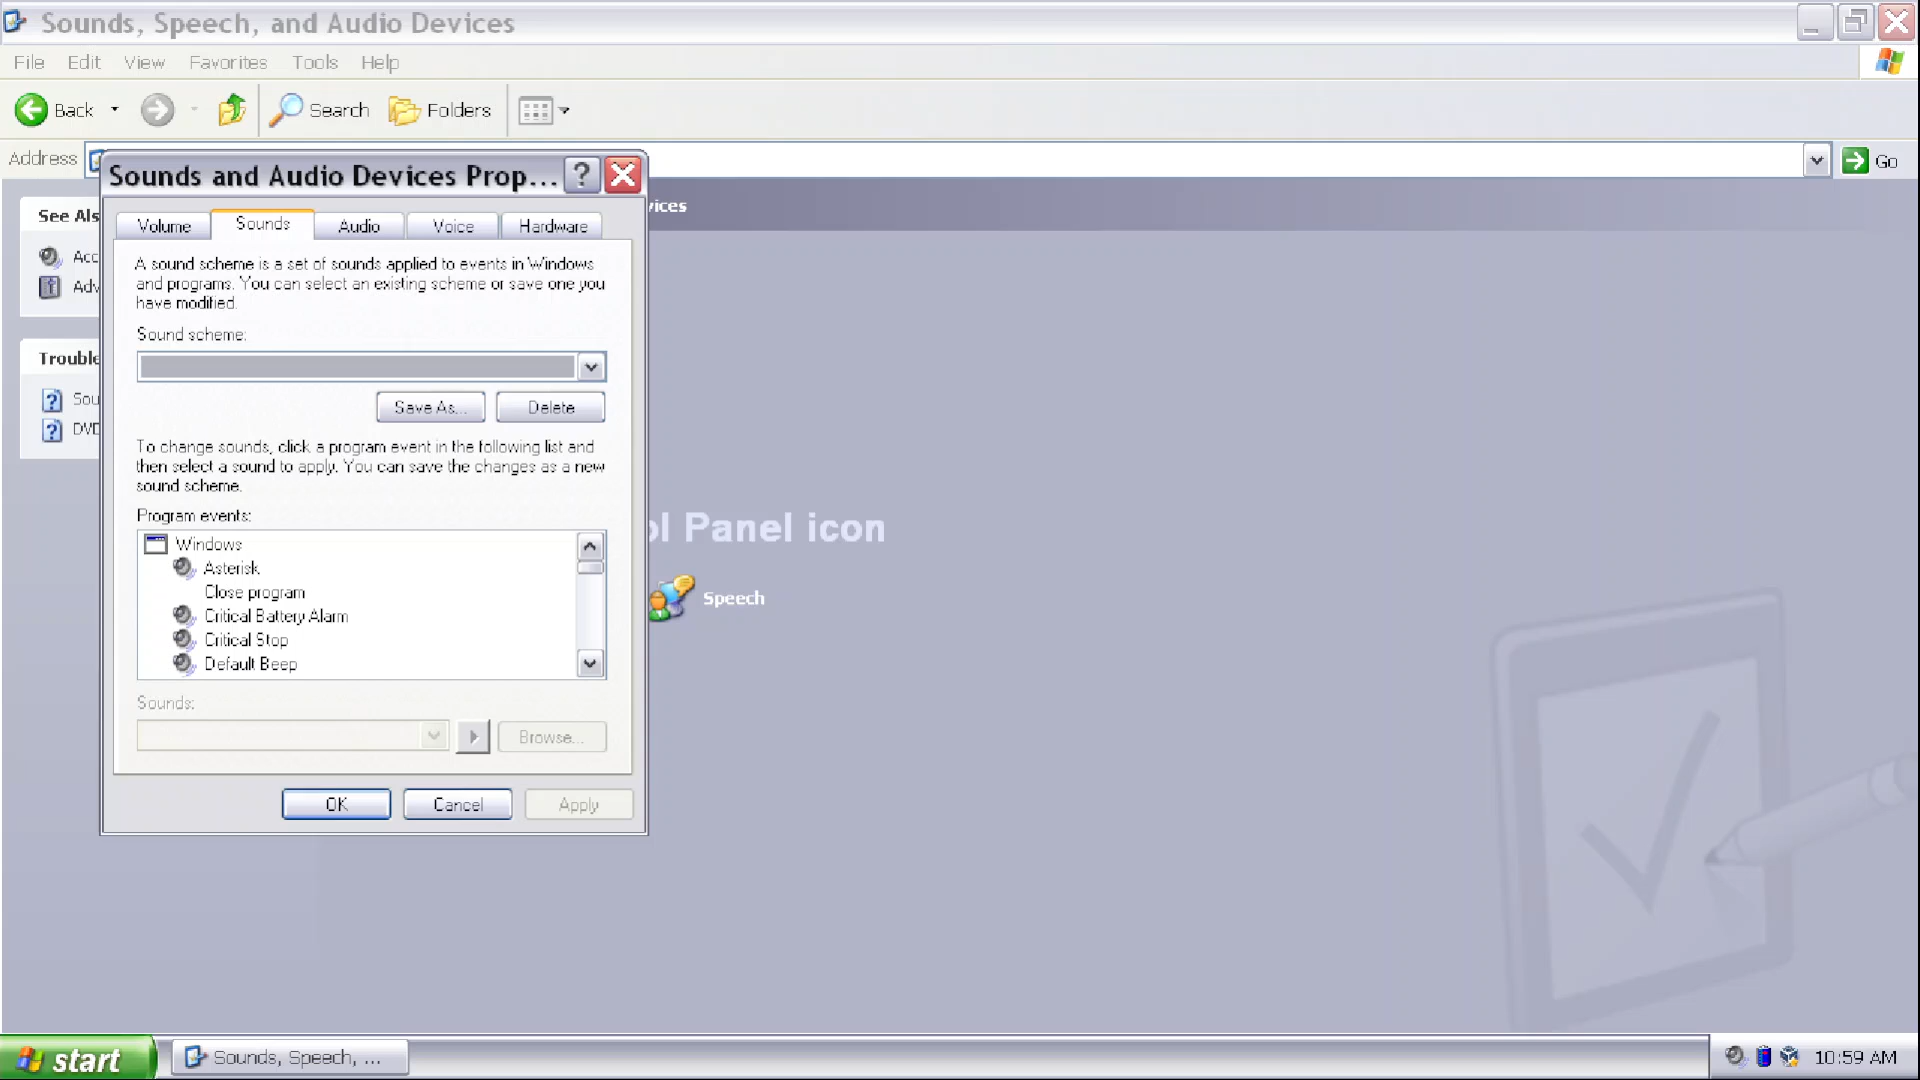 Sounds, Speech, and Audio Devices
File Edit View Favorites Tools Help
Back Search Folders
Address Go
Sounds and Audio Devices Prop... ?
vices
See Als
Acc
Adv
Trouble
Sou
DVD
Volume Sounds Audio Voice Hardware
A sound scheme is a set of sounds applied to events in Windows
and programs. You can select an existing scheme or save one you
have modified.
Sound scheme:
Save As... Delete
To change sounds, click a program event in the following list and
then select a sound to apply. You can save the changes as a new
sound scheme.
Program events:
Windows
Asterisk
Close program
Critical Battery Alarm
Critical Stop
Default Beep
Sounds:
Browse...
OK Cancel Apply
ol Panel icon
Speech
start Sounds, Speech, ... 10:59 AM